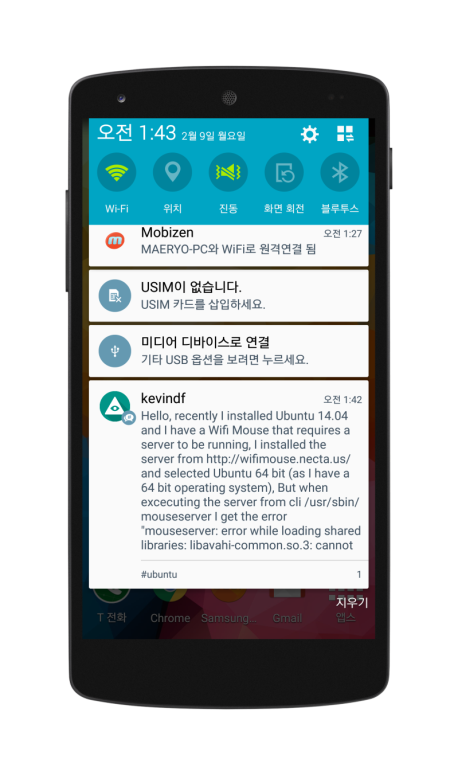 오전 1:43 2월 9일 월요일
Wi-Fi 위치 진동 화면 회전 블루투스
Mobizen 오전 1:27
MAERYO-PC와 WiFi로 원격연결 됨
USIM이 없습니다.
USIM 카드를 삽입하세요.
미디어 디바이스로 연결
기타 USB 옵션을 보려면 누르세요.
kevindf 오전 1:42
Hello, recently I installed Ubuntu 14.04
and I have a Wifi Mouse that requires a
server to be running, I installed the
server from http://wifimouse.necta.us/
and selected Ubuntu 64 bit (as I have a
64 bit operating system), But when
excecuting the server from cli /usr/sbin/
mouseserver I get the error
"mouseserver: error while loading shared
libraries: libavahi-common.so.3: cannot
#ubuntu 1
지우기
T 전화 Chrome Samsung... Gmail 앱스